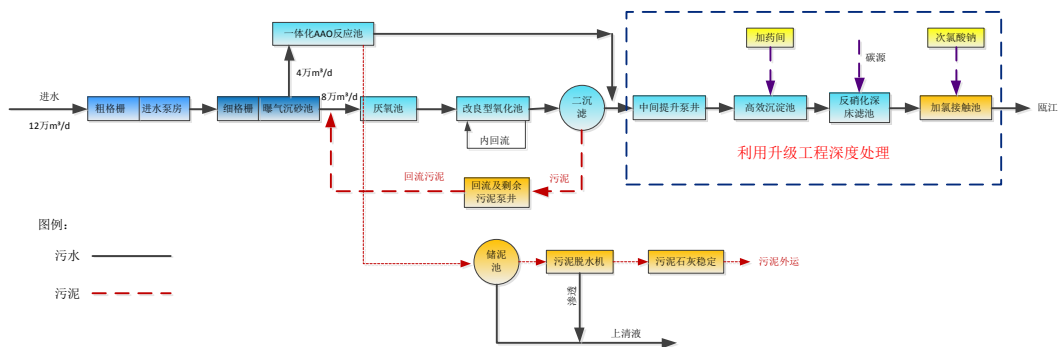 一体化AAO反应池
加药间
次氯酸钠
碳源
4万m³/d
进水
8万m³/d
12万m³/d
粗格栅
进水泵房
细格栅
曝气沉砂池
厌氧池
改良型氧化池
二沉
滤
中间提升泵井
高效沉淀池
反硝化深
床滤池
加氯接触池
瓯江
内回流
利用升级工程深度处理
回流污泥
回流及剩余
污泥泵井
污泥
图例：
污水
污泥
储泥
池
污泥脱水机
污泥石灰稳定
污泥外运
渗透
上清液